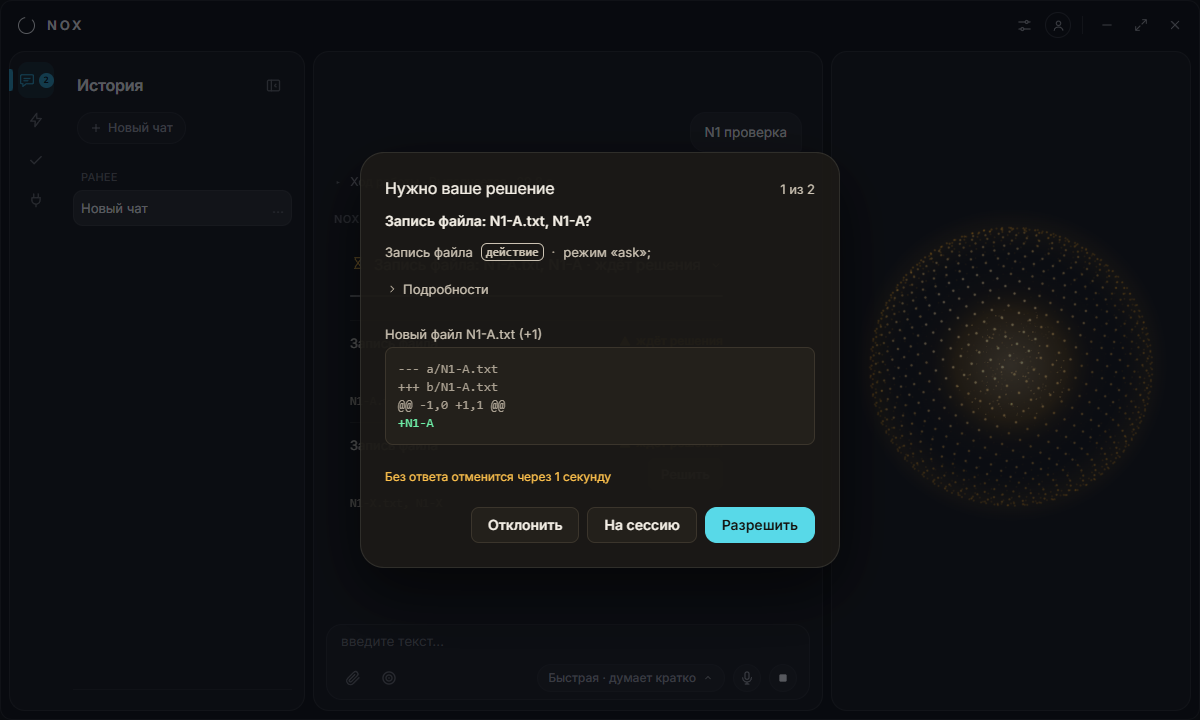 NOX
2
История
+ Новый чат
РАНЕЕ
Новый чат
...
N1 проверка
NOX
Нужно ваше решение
1 из 2
Запись файла: N1-A.txt, N1-A?
Запись файла действие · режим «ask»;
Подробности
Новый файл N1-A.txt (+1)
--- a/N1-A.txt
+++ b/N1-A.txt
@@ -1,0 +1,1 @@
+N1-A
Без ответа отменится через 1 секунду
Отклонить
На сессию
Разрешить
введите текст...
Быстрая · думает кратко